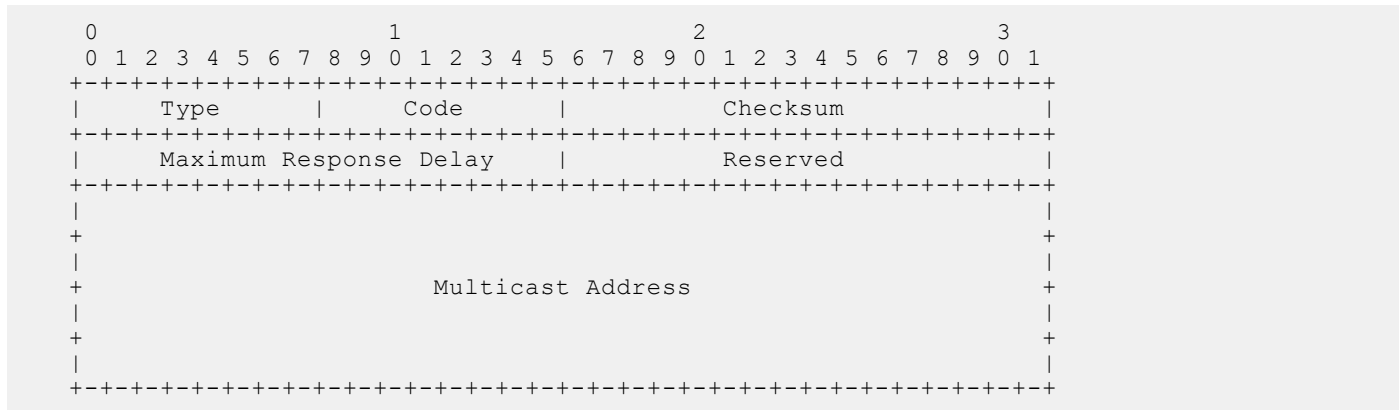 0                   1                   2                   3
 0 1 2 3 4 5 6 7 8 9 0 1 2 3 4 5 6 7 8 9 0 1 2 3 4 5 6 7 8 9 0 1
+-+-+-+-+-+-+-+-+-+-+-+-+-+-+-+-+-+-+-+-+-+-+-+-+-+-+-+-+-+-+-+-+
|     Type      |     Code      |          Checksum             |
+-+-+-+-+-+-+-+-+-+-+-+-+-+-+-+-+-+-+-+-+-+-+-+-+-+-+-+-+-+-+-+-+
|     Maximum Response Delay    |          Reserved             |
+-+-+-+-+-+-+-+-+-+-+-+-+-+-+-+-+-+-+-+-+-+-+-+-+-+-+-+-+-+-+-+-+
|                                                               |
+                                                               +
|                                                               |
+                       Multicast Address                       +
|                                                               |
+                                                               +
|                                                               |
+-+-+-+-+-+-+-+-+-+-+-+-+-+-+-+-+-+-+-+-+-+-+-+-+-+-+-+-+-+-+-+-+